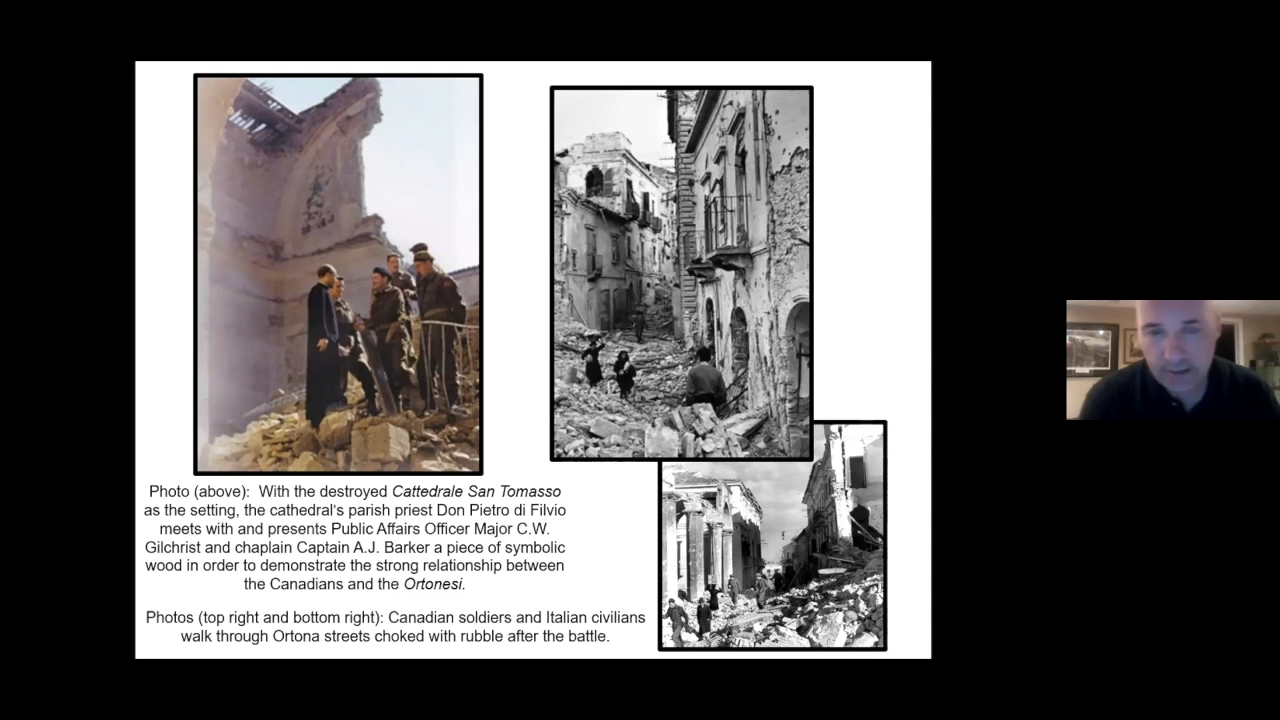 Photo (above):  With the destroyed Cattedrale San Tomasso
as the setting, the cathedral's parish priest Don Pietro di Filvio
meets with and presents Public Affairs Officer Major C.W.
Gilchrist and chaplain Captain A.J. Barker a piece of symbolic
wood in order to demonstrate the strong relationship between
the Canadians and the Ortonesi.
Photos (top right and bottom right): Canadian soldiers and Italian civilians
walk through Ortona streets choked with rubble after the battle.